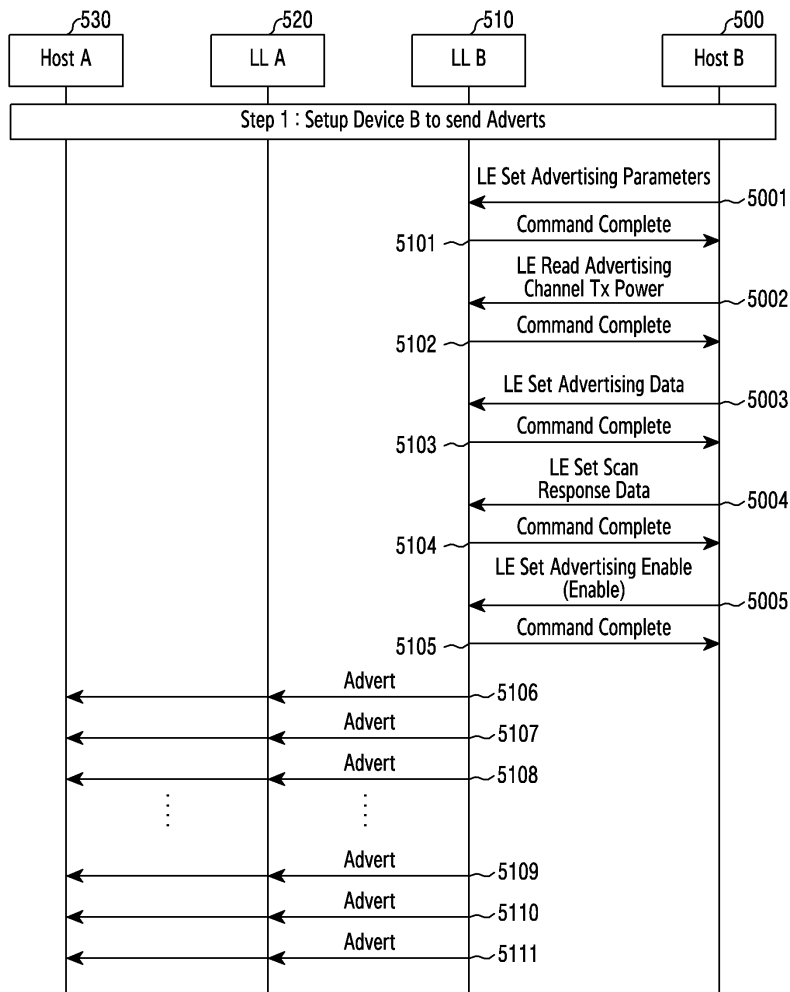 530
520
510
500
Host A
LL A
LL B
Host B
Step 1 : Setup Device B to send Adverts
LE Set Advertising Parameters
5001
Command Complete
5101
LE Read Advertising
Channel Tx Power
5002
Command Complete
5102
LE Set Advertising Data
5003
Command Complete
5103
LE Set Scan
Response Data
5004
Command Complete
5104
LE Set Advertising Enable
(Enable)
5005
Command Complete
5105
Advert
5106
Advert
5107
Advert
5108
Advert
5109
Advert
5110
Advert
5111